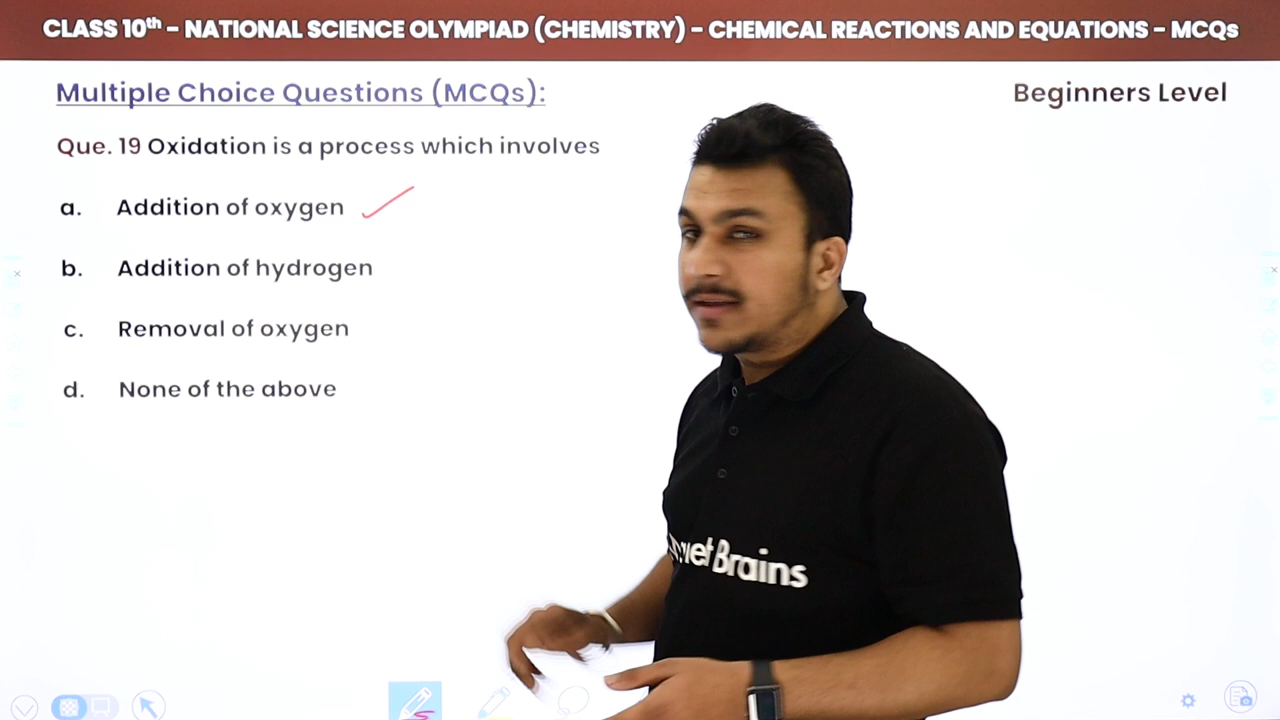 CLASS 10th – NATIONAL SCIENCE OLYMPIAD (CHEMISTRY) – CHEMICAL REACTIONS AND EQUATIONS – MCQs
Multiple Choice Questions (MCQs):
Beginners Level
Que. 19 Oxidation is a process which involves
a. Addition of oxygen
b. Addition of hydrogen
c. Removal of oxygen
d. None of the above
Brains